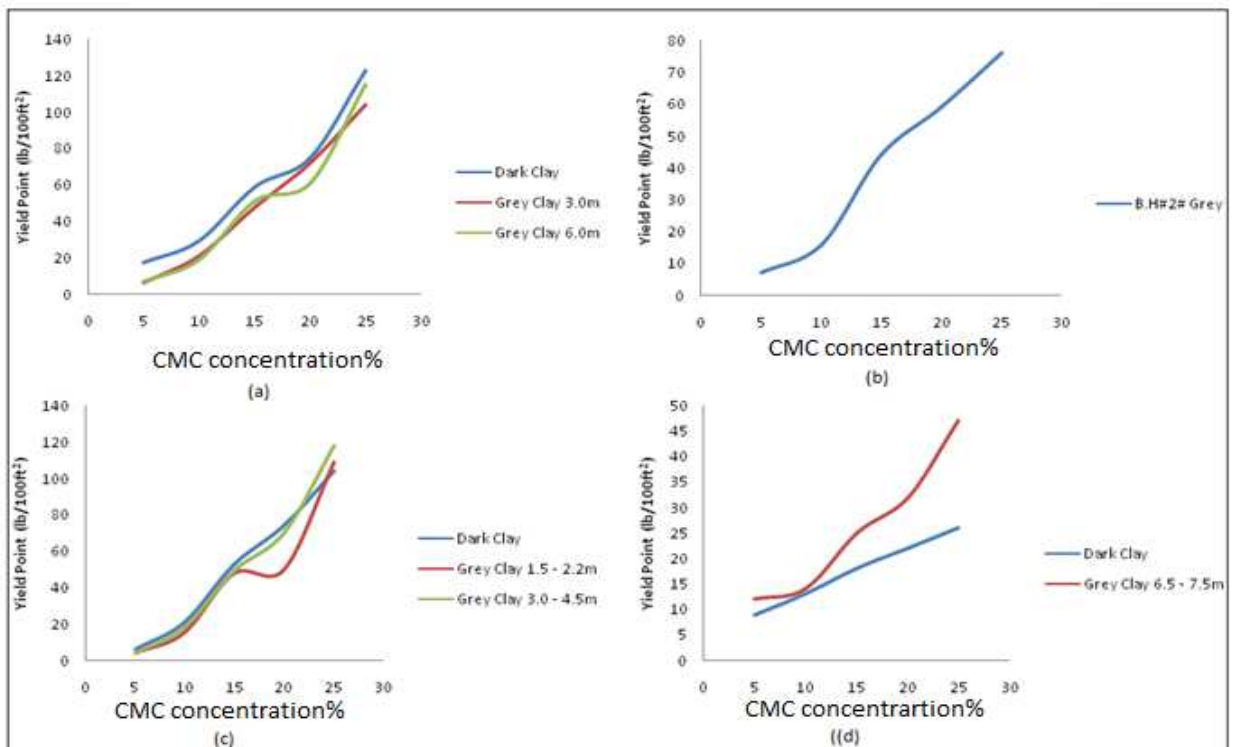 140
120
100
80
60
40
20
0
Yield Point (lb/100ft²)
0 5 10 15 20 25 30
CMC concentration%
(a)
Dark Clay
Grey Clay 3.0m
Grey Clay 6.0m
80
70
60
50
40
30
20
10
0
Yield Point (lb/100ft²)
0 5 10 15 20 25 30
CMC concentration%
(b)
B.H#2# Grey
140
120
100
80
60
40
20
0
Yield Point (lb/100ft²)
0 5 10 15 20 25 30
CMC concentration%
(c)
Dark Clay
Grey Clay 1.5 - 2.2m
Grey Clay 3.0 - 4.5m
50
45
40
35
30
25
20
15
10
5
0
Yield Point (lb/100ft²)
0 5 10 15 20 25 30
CMC concentrartion%
((d)
Dark Clay
Grey Clay 6.5 - 7.5m